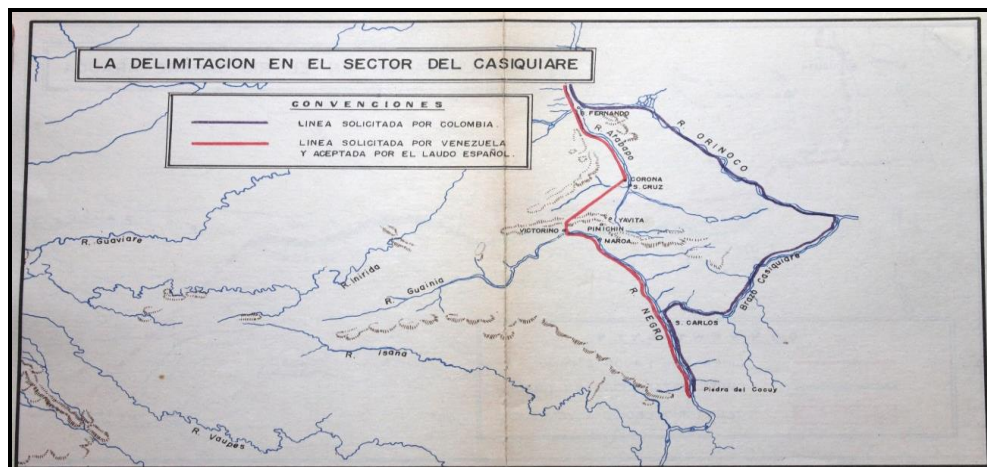 LA DELIMITACION EN EL SECTOR DEL CASIQUIARE
CONVENCIONES
LINEA SOLICITADA POR COLOMBIA.
LINEA SOLICITADA POR VENEZUELA
Y ACEPTADA POR EL LAUDO ESPAÑOL.
S. FERNANDO
R. Atabapo
R. ORINOCO
CORONA
S. CRUZ
YAVITA
PIMICHIN
VICTORINO
MAROA
R. Guaviare
R. Inirida
R. Guainia
R. NEGRO
Brazo Casiquiare
S. CARLOS
R. Isana
Piedra del Cocuy
R. Vaupes